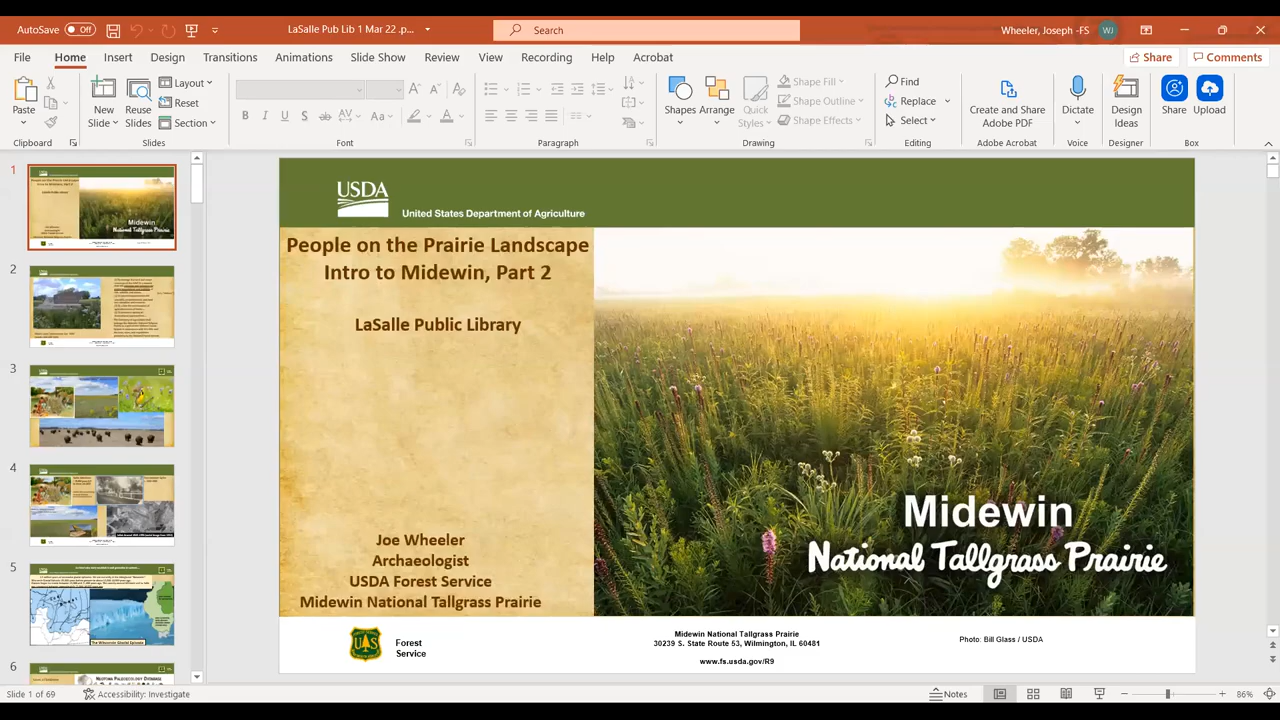 AutoSave Off LaSalle Pub Lib 1 Mar 22 .p... Search Wheeler, Joseph -FS WJ
File Home Insert Design Transitions Animations Slide Show Review View Recording Help Acrobat Share Comments
Paste New Slide Reuse Slides Layout Reset Section
B U S ab AV Aa A A A
Shapes Arrange Quick Styles Shape Fill Shape Outline Shape Effects
Find Replace Select
Create and Share Adobe PDF Dictate Design Ideas Share Upload
Clipboard Slides Font Paragraph Drawing Editing Adobe Acrobat Voice Designer Box
1
2
3
4
5
6
USDA
United States Department of Agriculture
People on the Prairie Landscape
Intro to Midewin, Part 2
LaSalle Public Library
Joe Wheeler
Archaeologist
USDA Forest Service
Midewin National Tallgrass Prairie
Midewin
National Tallgrass Prairie
UAS
Forest
Service
Midewin National Tallgrass Prairie
30239 S. State Route 53, Wilmington, IL 60481
www.fs.usda.gov/R9
Photo: Bill Glass / USDA
Slide 1 of 69 Accessibility: Investigate Notes 86%